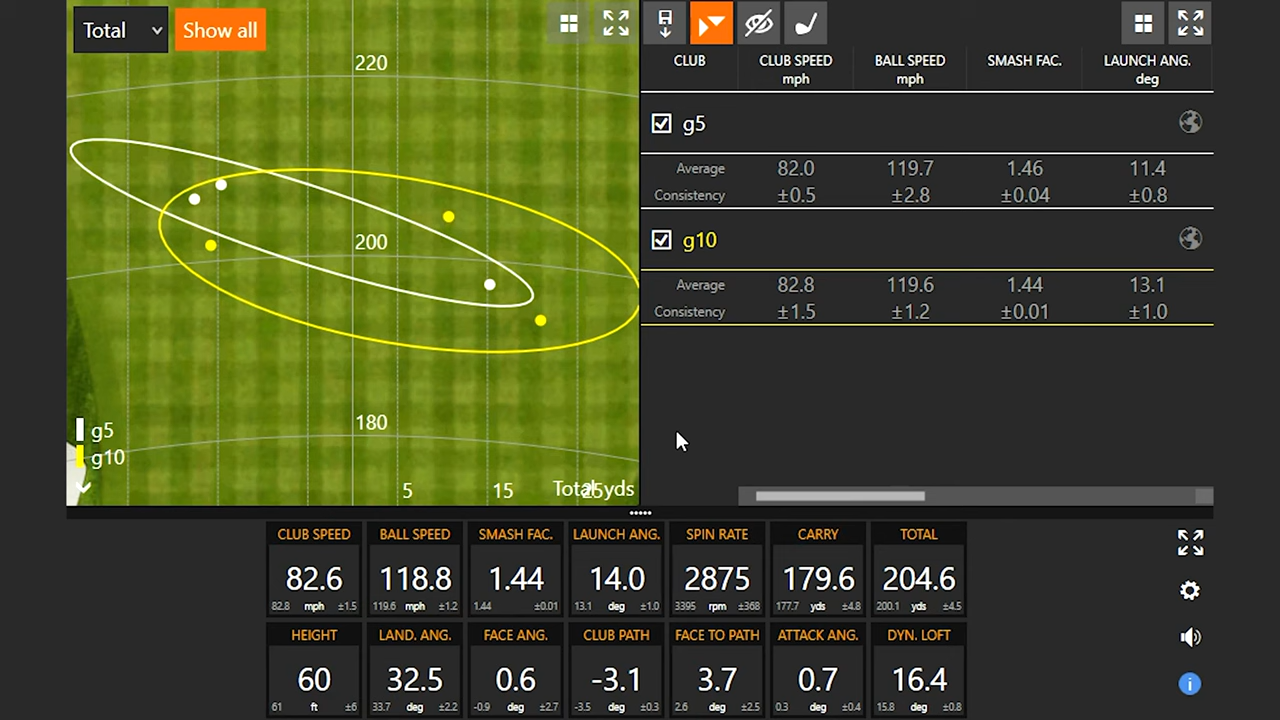 Total
Show all
220
200
180
5
15
25
Total yds
g5
g10
CLUB
CLUB SPEED mph
BALL SPEED mph
SMASH FAC.
LAUNCH ANG. deg
g5
Average 82.0 119.7 1.46 11.4
Consistency ±0.5 ±2.8 ±0.04 ±0.8
g10
Average 82.8 119.6 1.44 13.1
Consistency ±1.5 ±1.2 ±0.01 ±1.0
CLUB SPEED BALL SPEED SMASH FAC. LAUNCH ANG. SPIN RATE CARRY TOTAL
82.6 118.8 1.44 14.0 2875 179.6 204.6
82.8 mph ±1.5 119.6 mph ±1.2 1.44 ±0.01 13.1 deg ±1.0 3395 rpm ±368 177.7 yds ±4.8 200.1 yds ±4.5
HEIGHT LAND. ANG. FACE ANG. CLUB PATH FACE TO PATH ATTACK ANG. DYN. LOFT
60 32.5 0.6 -3.1 3.7 0.7 16.4
61 ft ±6 33.7 deg ±2.2 -0.9 deg ±2.7 -3.5 deg ±0.3 2.6 deg ±2.5 0.3 deg ±0.4 15.8 deg ±0.8